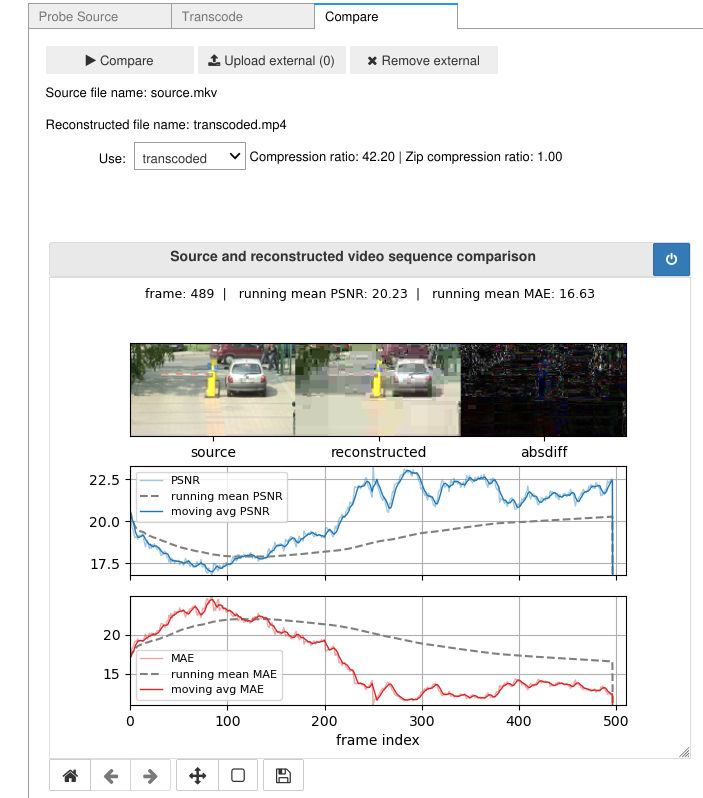 Probe Source
Transcode
Compare
Compare
Upload external (0)
Remove external
Source file name: source.mkv
Reconstructed file name: transcoded.mp4
Use:
transcoded
Compression ratio: 42.20 | Zip compression ratio: 1.00
Source and reconstructed video sequence comparison
frame: 489 | running mean PSNR: 20.23 | running mean MAE: 16.63
source
reconstructed
absdiff
22.5
20.0
17.5
PSNR
running mean PSNR
moving avg PSNR
20
15
MAE
running mean MAE
moving avg MAE
0
100
200
300
400
500
frame index